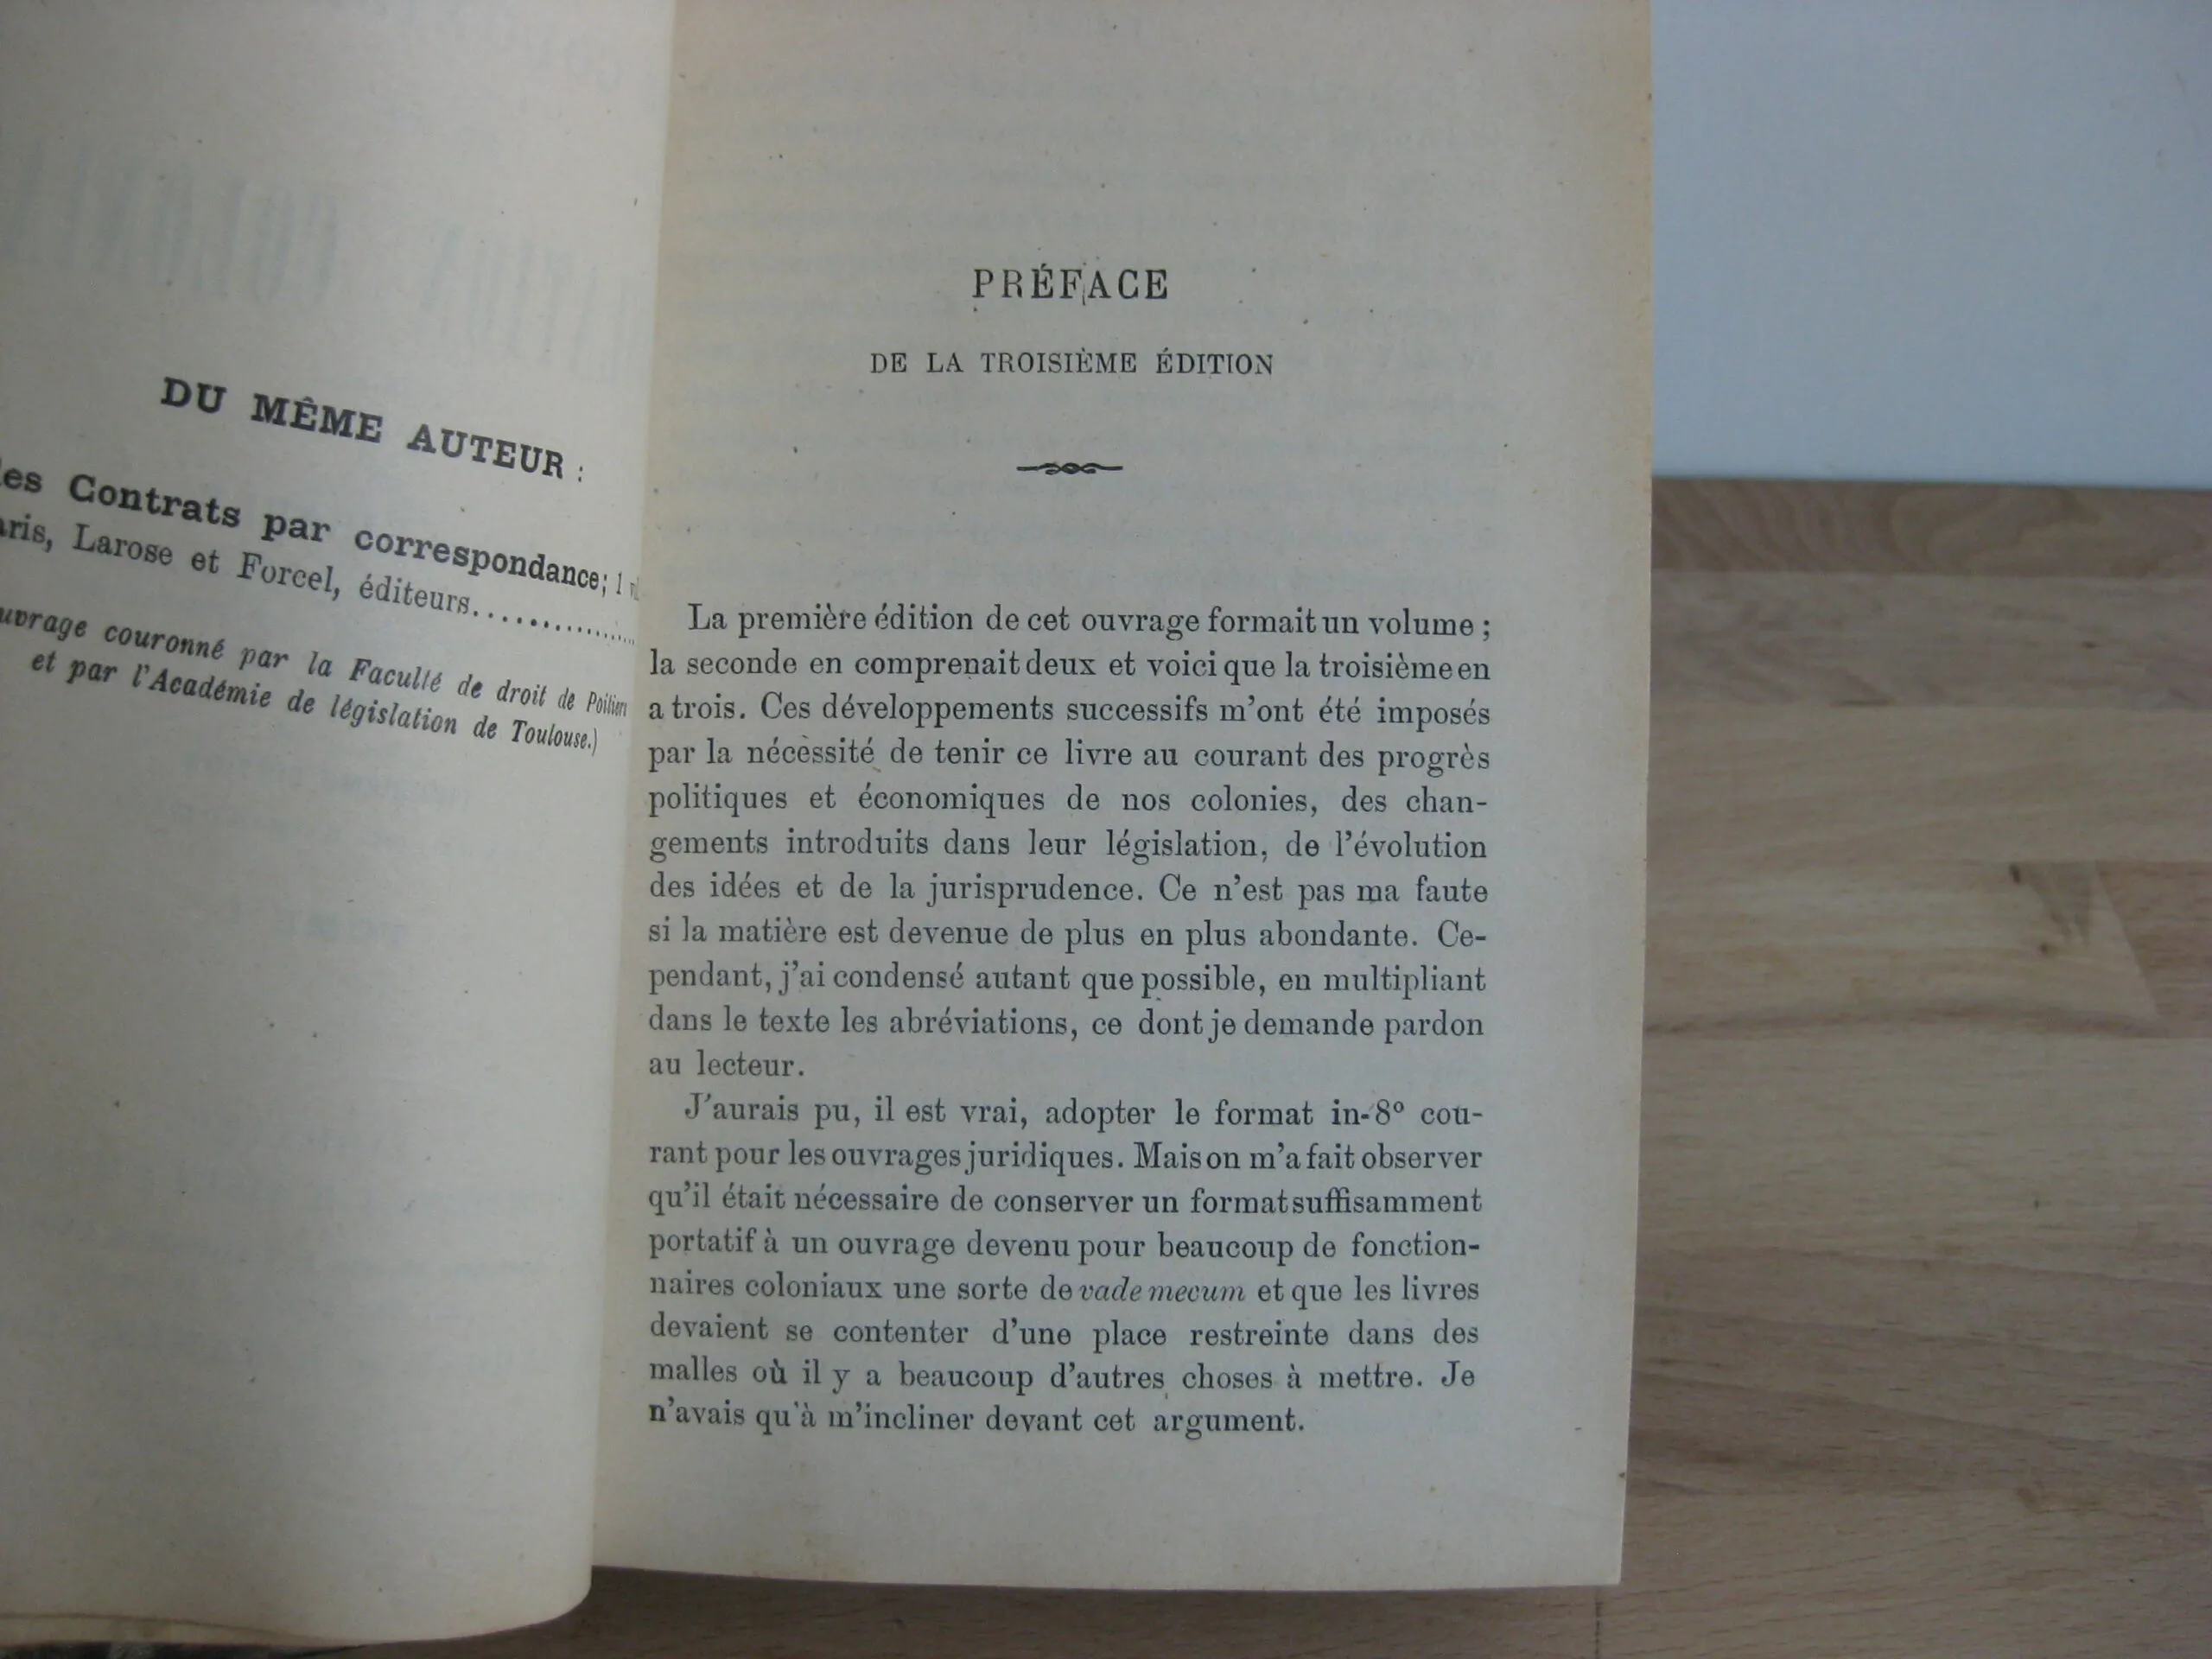 DU MÊME AUTEUR :
es Contrats par correspondance; 1
ris, Larose et Forcel, éditeurs
uvrage couronné par la Faculté de droit de Poitiers
et par l'Académie de législation de Toulouse.)
PRÉFACE
DE LA TROISIÈME ÉDITION
La première édition de cet ouvrage formait un volume ;
la seconde en comprenait deux et voici que la troisième en
a trois. Ces développements successifs m'ont été imposés
par la nécessité de tenir ce livre au courant des progrès
politiques et économiques de nos colonies, des chan-
gements introduits dans leur législation, de l'évolution
des idées et de la jurisprudence. Ce n'est pas ma faute
si la matière est devenue de plus en plus abondante. Ce-
pendant, j'ai condensé autant que possible, en multipliant
dans le texte les abréviations, ce dont je demande pardon
au lecteur.
J'aurais pu, il est vrai, adopter le format in-8º cou-
rant pour les ouvrages juridiques. Mais on m'a fait observer
qu'il était nécessaire de conserver un format suffisamment
portatif à un ouvrage devenu pour beaucoup de fonction-
naires coloniaux une sorte de vade mecum et que les livres
devaient se contenter d'une place restreinte dans des
malles où il y a beaucoup d'autres choses à mettre. Je
n'avais qu'à m'incliner devant cet argument.